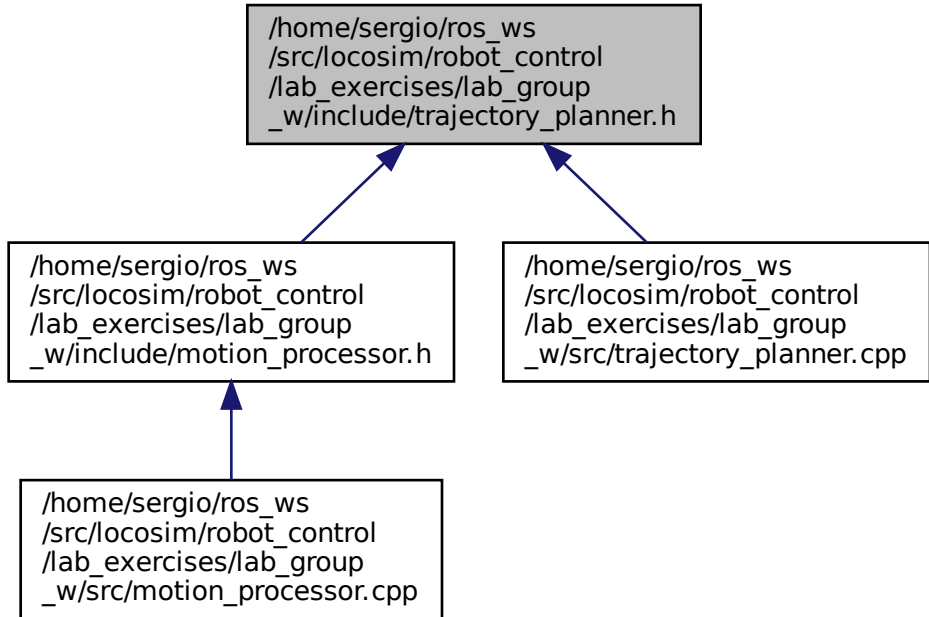 /home/sergio/ros_ws
/src/locosim/robot_control
/lab_exercises/lab_group
_w/include/trajectory_planner.h
/home/sergio/ros_ws
/src/locosim/robot_control
/lab_exercises/lab_group
_w/include/motion_processor.h
/home/sergio/ros_ws
/src/locosim/robot_control
/lab_exercises/lab_group
_w/src/trajectory_planner.cpp
/home/sergio/ros_ws
/src/locosim/robot_control
/lab_exercises/lab_group
_w/src/motion_processor.cpp